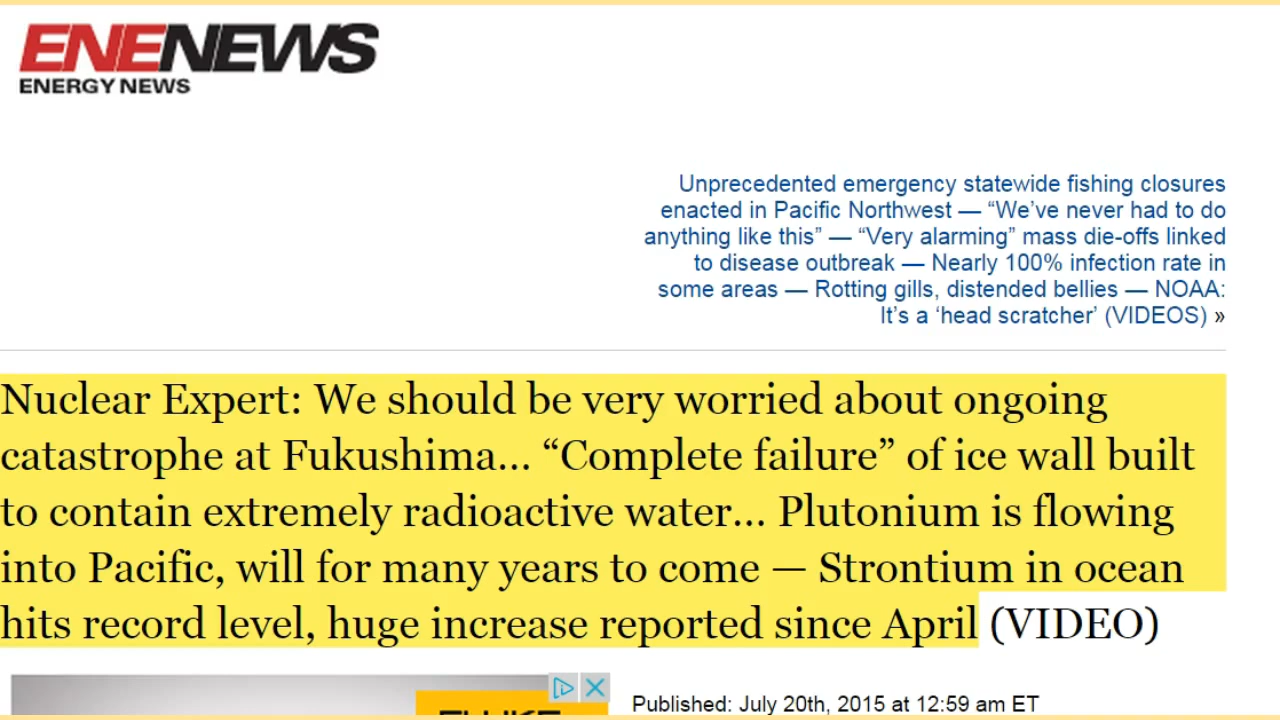 ENENEWS
ENERGY NEWS
Unprecedented emergency statewide fishing closures
enacted in Pacific Northwest — “We’ve never had to do
anything like this” — “Very alarming” mass die-offs linked
to disease outbreak — Nearly 100% infection rate in
some areas — Rotting gills, distended bellies — NOAA:
It’s a ‘head scratcher’ (VIDEOS) »
Nuclear Expert: We should be very worried about ongoing
catastrophe at Fukushima… “Complete failure” of ice wall built
to contain extremely radioactive water… Plutonium is flowing
into Pacific, will for many years to come — Strontium in ocean
hits record level, huge increase reported since April (VIDEO)
Published: July 20th, 2015 at 12:59 am ET